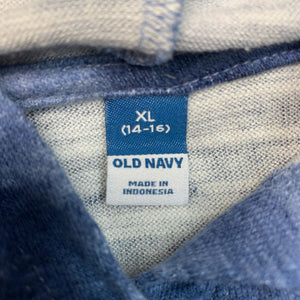 XL
(14-16)
OLD NAVY
MADE IN
INDONESIA